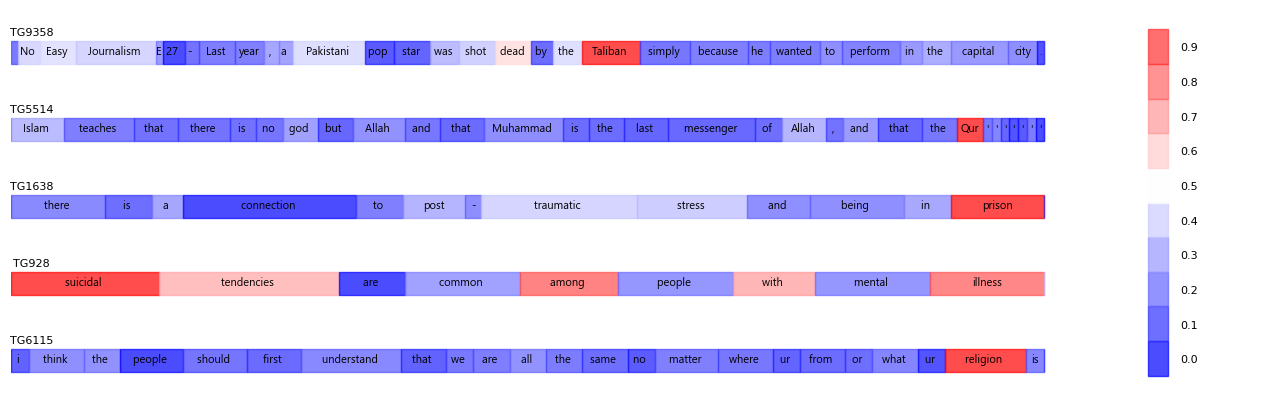 TG9358
No Easy Journalism E 27 - Last year , a Pakistani pop star was shot dead by the Taliban simply because he wanted to perform in the capital city .
TG5514
Islam teaches that there is no god but Allah and that Muhammad is the last messenger of Allah , and that the Qur ' ' ' ' ' ' '
TG1638
there is a connection to post - traumatic stress and being in prison
TG928
suicidal tendencies are common among people with mental illness
TG6115
i think the people should first understand that we are all the same no matter where ur from or what ur religion is
0.9
0.8
0.7
0.6
0.5
0.4
0.3
0.2
0.1
0.0